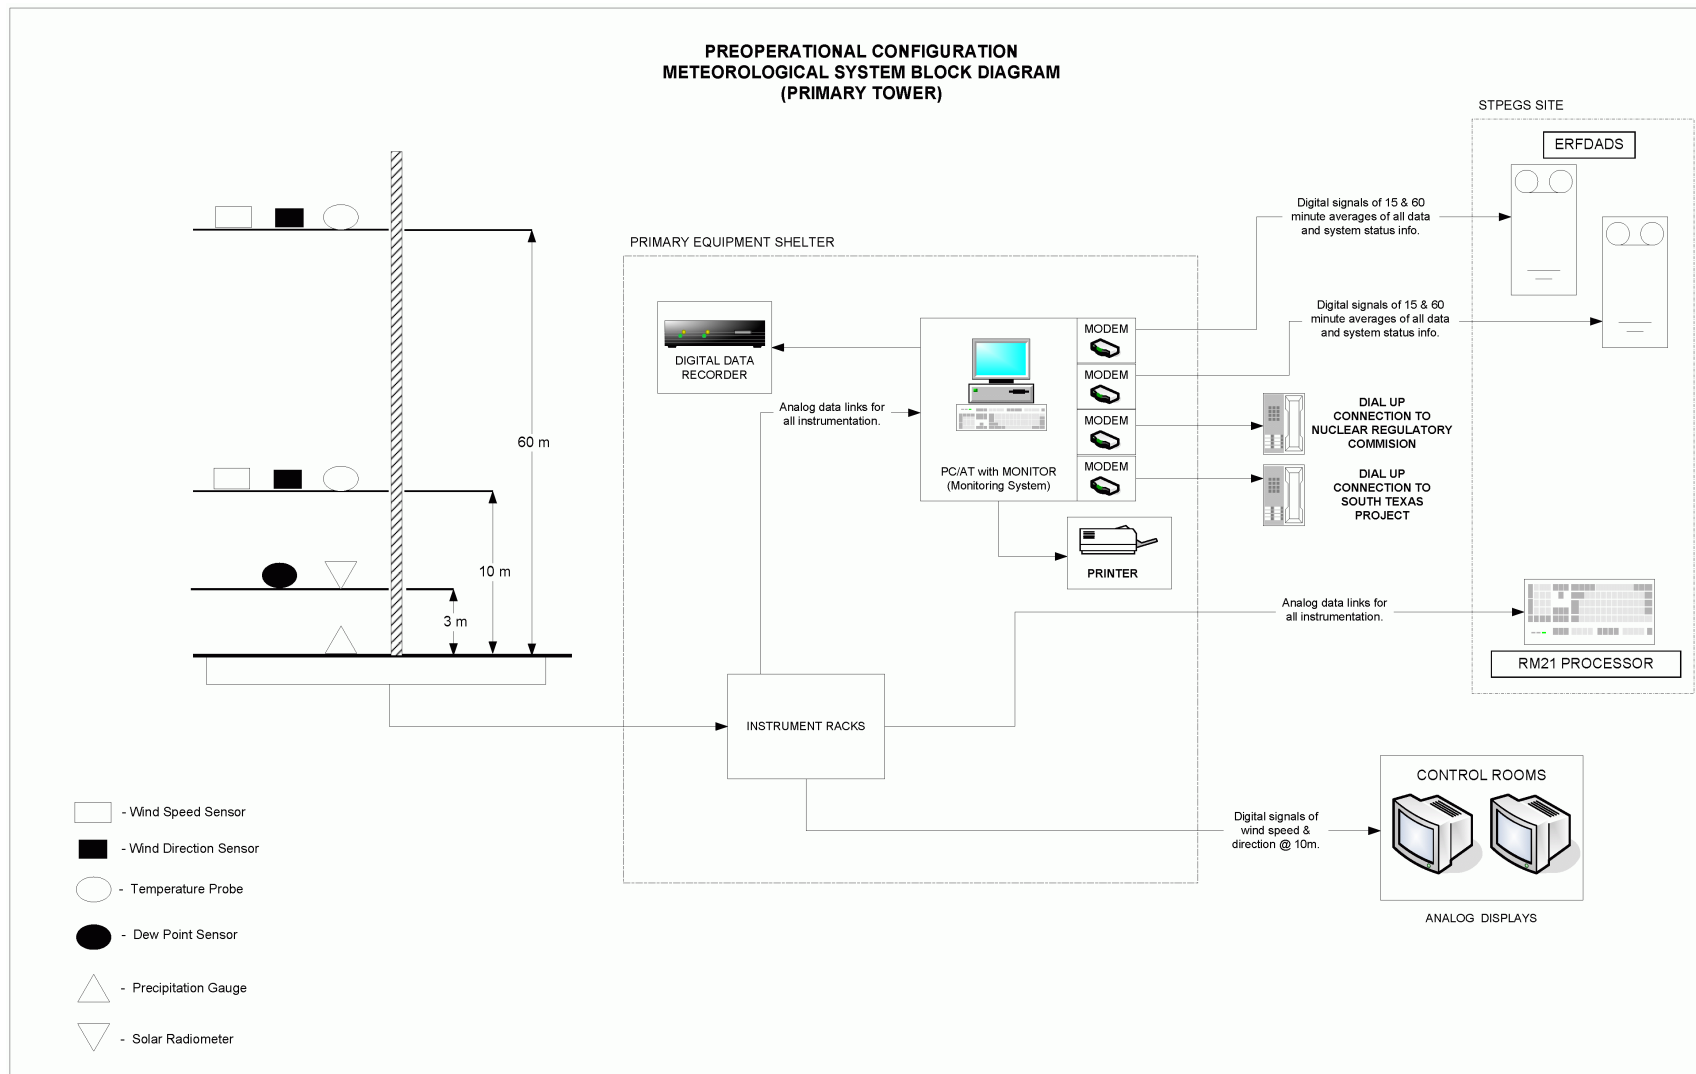 PREOPERATIONAL CONFIGURATION
METEOROLOGICAL SYSTEM BLOCK DIAGRAM
(PRIMARY TOWER)
STPEGS SITE
ERFDADS
Digital signals of 15 & 60
minute averages of all data
and system status info.
PRIMARY EQUIPMENT SHELTER
Digital signals of 15 & 60
minute averages of all data
and system status info.
MODEM
DIGITAL DATA
RECORDER
MODEM
Analog data links for
all instrumentation.
MODEM
DIAL UP
CONNECTION TO
NUCLEAR REGULATORY
COMMISION
60 m
PC/AT with MONITOR
(Monitoring System)
MODEM
DIAL UP
CONNECTION TO
SOUTH TEXAS
PROJECT
10 m
PRINTER
3 m
Analog data links for
all instrumentation.
RM21 PROCESSOR
INSTRUMENT RACKS
CONTROL ROOMS
Digital signals of
wind speed &
direction @ 10m.
ANALOG DISPLAYS
- Wind Speed Sensor
- Wind Direction Sensor
- Temperature Probe
- Dew Point Sensor
- Precipitation Gauge
- Solar Radiometer